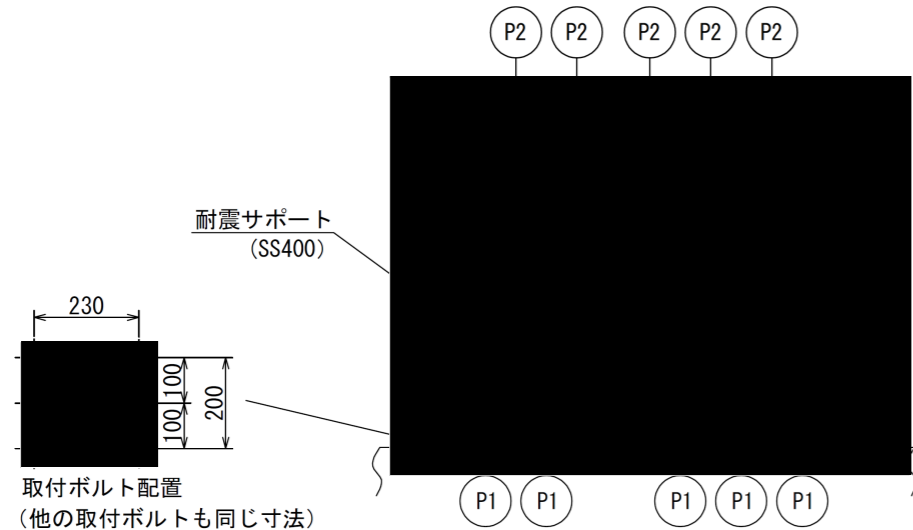 P2 P2 P2 P2 P2
耐震サポート
(SS400)
230
100
100
200
取付ボルト配置
(他の取付ボルトも同じ寸法)
P1 P1 P1 P1 P1